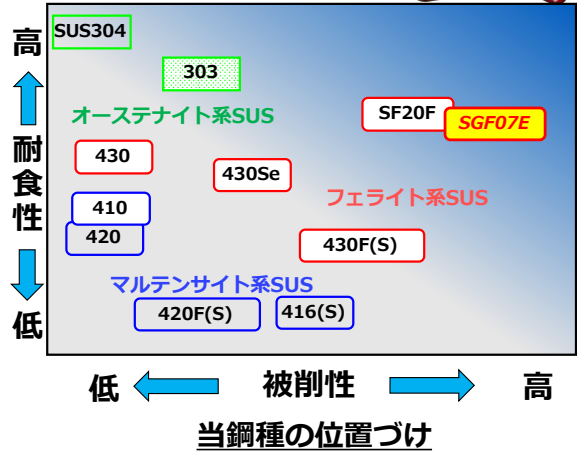 高
耐食性
低
SUS304
303
オーステナイト系SUS
SF20F
SGF07E
430
430Se
410
フェライト系SUS
420
430F(S)
マルテンサイト系SUS
420F(S)
416(S)
低
被削性
高
当鋼種の位置づけ